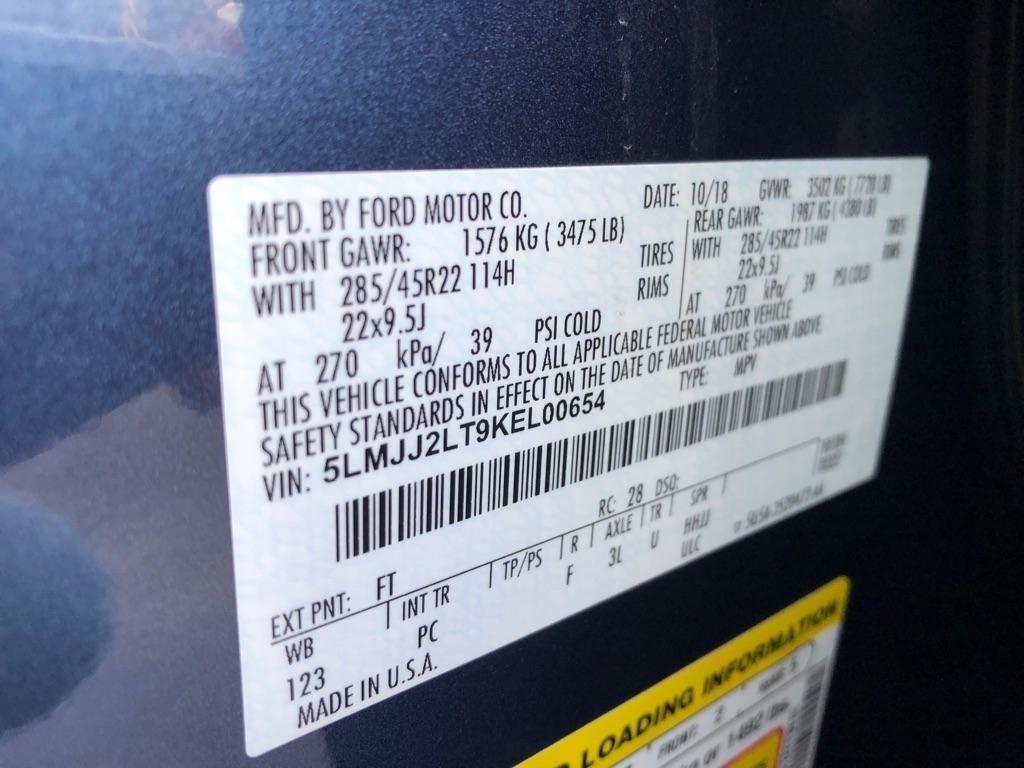 MFD. BY FORD MOTOR CO. DATE: 10/18 GVWR: 3502 KG (7720 LB)
FRONT GAWR: 1576 KG (3475 LB) REAR GAWR: 1987 KG (4380 LB)
WITH 285/45R22 114H TIRES WITH 285/45R22 114H TIRES
22x9.5J RIMS 22x9.5J RIMS
AT 270 kPa/ 39 PSI COLD AT 270 kPa/ 39 PSI COLD
THIS VEHICLE CONFORMS TO ALL APPLICABLE FEDERAL MOTOR VEHICLE
SAFETY STANDARDS IN EFFECT ON THE DATE OF MANUFACTURE SHOWN ABOVE
VIN: 5LMJJ2LT9KEL00654 TYPE: MPV
EXT PNT: FT RC: 28 DSO:
WB INT TR TP/PS R AXLE TR SPR
123 PC F 3L U HHJJ
ULC
MADE IN U.S.A.
LOADING INFORMATION
FRONT: 2